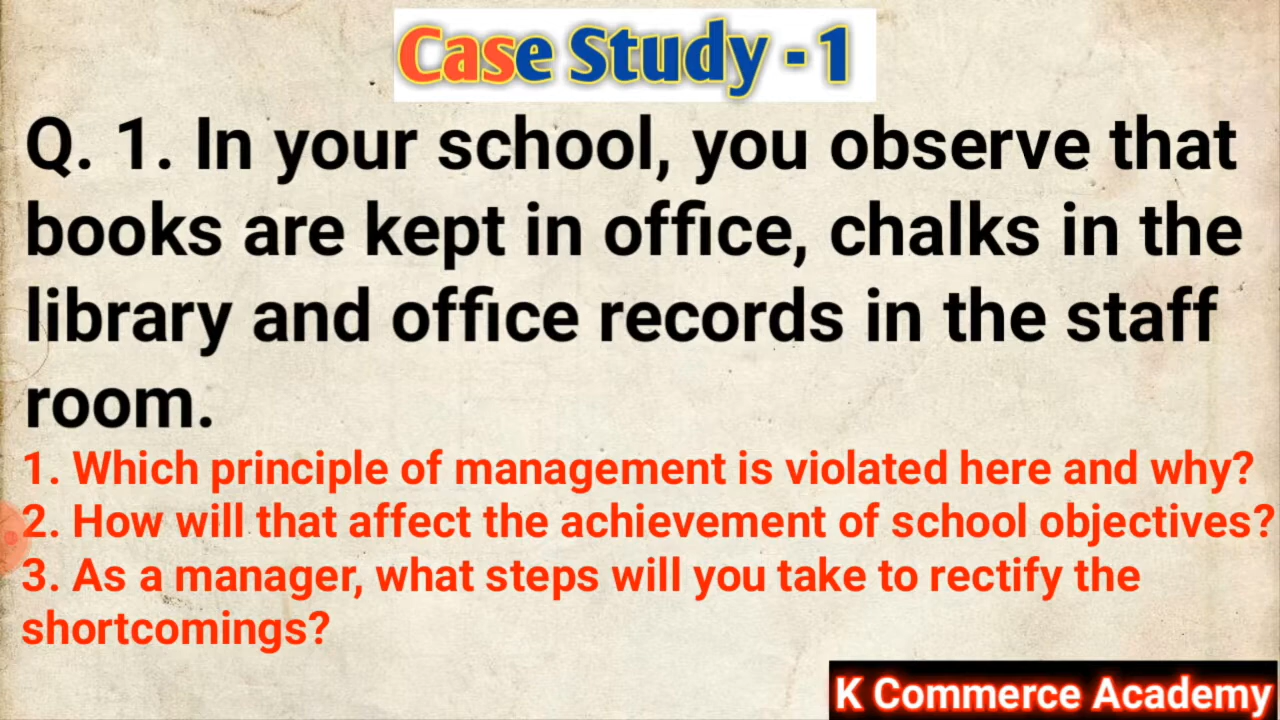 Case Study - 1
Q. 1. In your school, you observe that
books are kept in office, chalks in the
library and office records in the staff
room.
1. Which principle of management is violated here and why?
2. How will that affect the achievement of school objectives?
3. As a manager, what steps will you take to rectify the
shortcomings?
K Commerce Academy